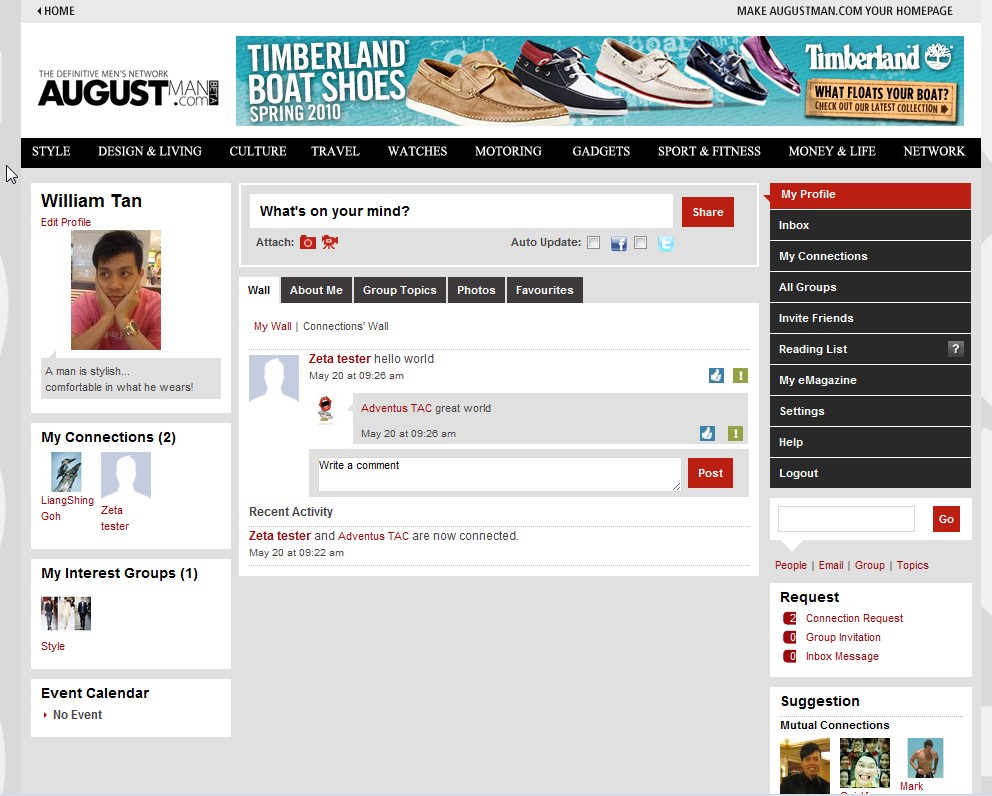 HOME
MAKE AUGUSTMAN.COM YOUR HOMEPAGE
THE DEFINITIVE MEN'S NETWORK
AUGUSTMAN
.com
BETA
TIMBERLAND
BOAT SHOES
SPRING 2010
Timberland
WHAT FLOATS YOUR BOAT?
CHECK OUT OUR LATEST COLLECTION
STYLE DESIGN & LIVING CULTURE TRAVEL WATCHES MOTORING GADGETS SPORT & FITNESS MONEY & LIFE NETWORK
William Tan
Edit Profile
A man is stylish...
comfortable in what he wears!
My Connections (2)
LiangShing
Goh
Zeta
tester
My Interest Groups (1)
Style
Event Calendar
No Event
What's on your mind?
Share
Attach:
Auto Update:
Wall About Me Group Topics Photos Favourites
My Wall | Connections' Wall
Zeta tester hello world
May 20 at 09:26 am
Adventus TAC great world
May 20 at 09:26 am
Write a comment
Post
Recent Activity
Zeta tester and Adventus TAC are now connected.
May 20 at 09:22 am
My Profile
Inbox
My Connections
All Groups
Invite Friends
Reading List ?
My eMagazine
Settings
Help
Logout
Go
People | Email | Group | Topics
Request
2 Connection Request
0 Group Invitation
0 Inbox Message
Suggestion
Mutual Connections
Mark